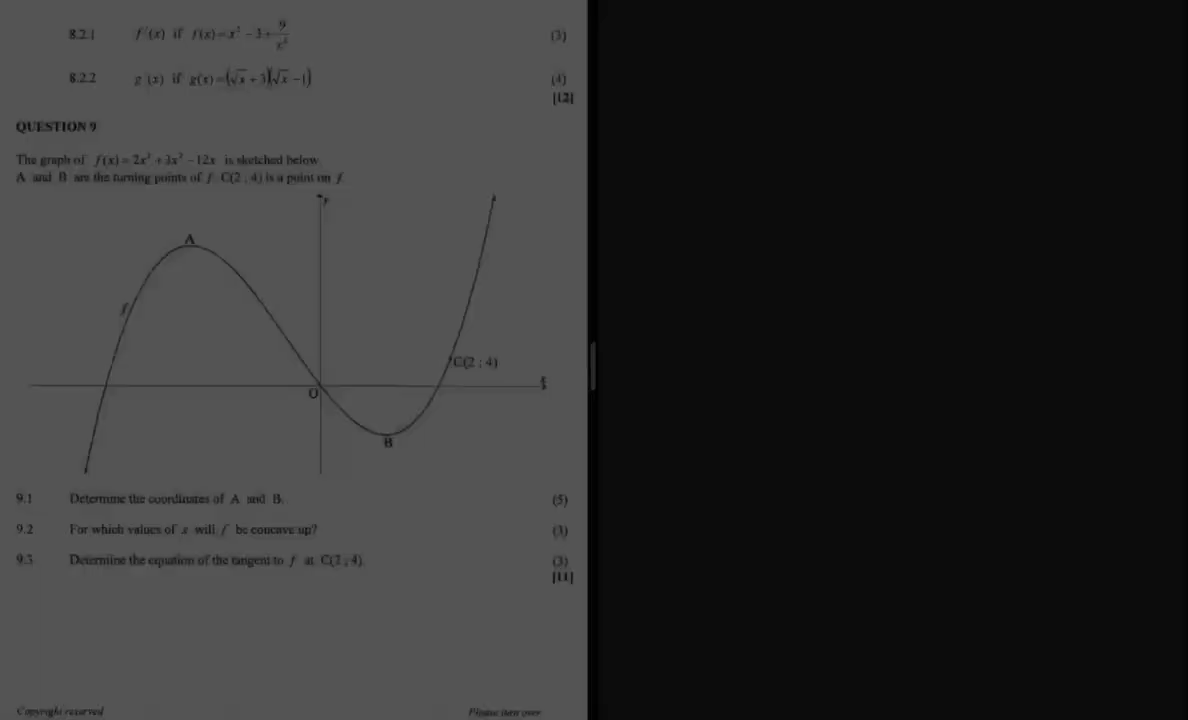 8.2.1 f'(x) if f(x) = x² − 3 + 9/x² (3)
8.2.2 g'(x) if g(x) = (√x + 3)(√x − 1) (4)
[12]
QUESTION 9
The graph of f(x) = 2x³ + 3x² − 12x is sketched below.
A and B are the turning points of f. C(2 ; 4) is a point on f.
y
A
f
C(2 ; 4)
x
O
B
9.1 Determine the coordinates of A and B. (5)
9.2 For which values of x will f be concave up? (3)
9.3 Determine the equation of the tangent to f at C(2 ; 4). (3)
[11]
Copyright reserved Please turn over